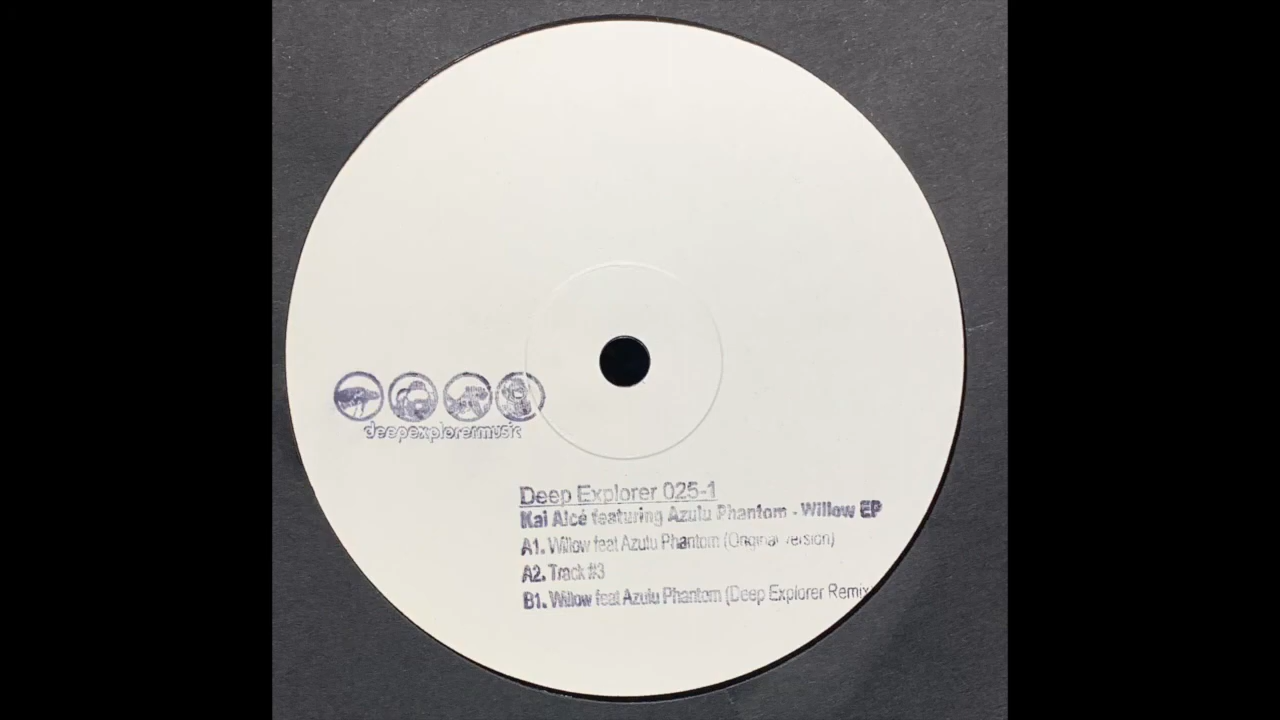 deepexplorermusic
Deep Explorer 025-1
Kai Alcé featuring Azulu Phantom - Willow EP
A1. Willow feat Azulu Phantom (Original Version)
A2. Track #3
B1. Willow feat Azulu Phantom (Deep Explorer Remix